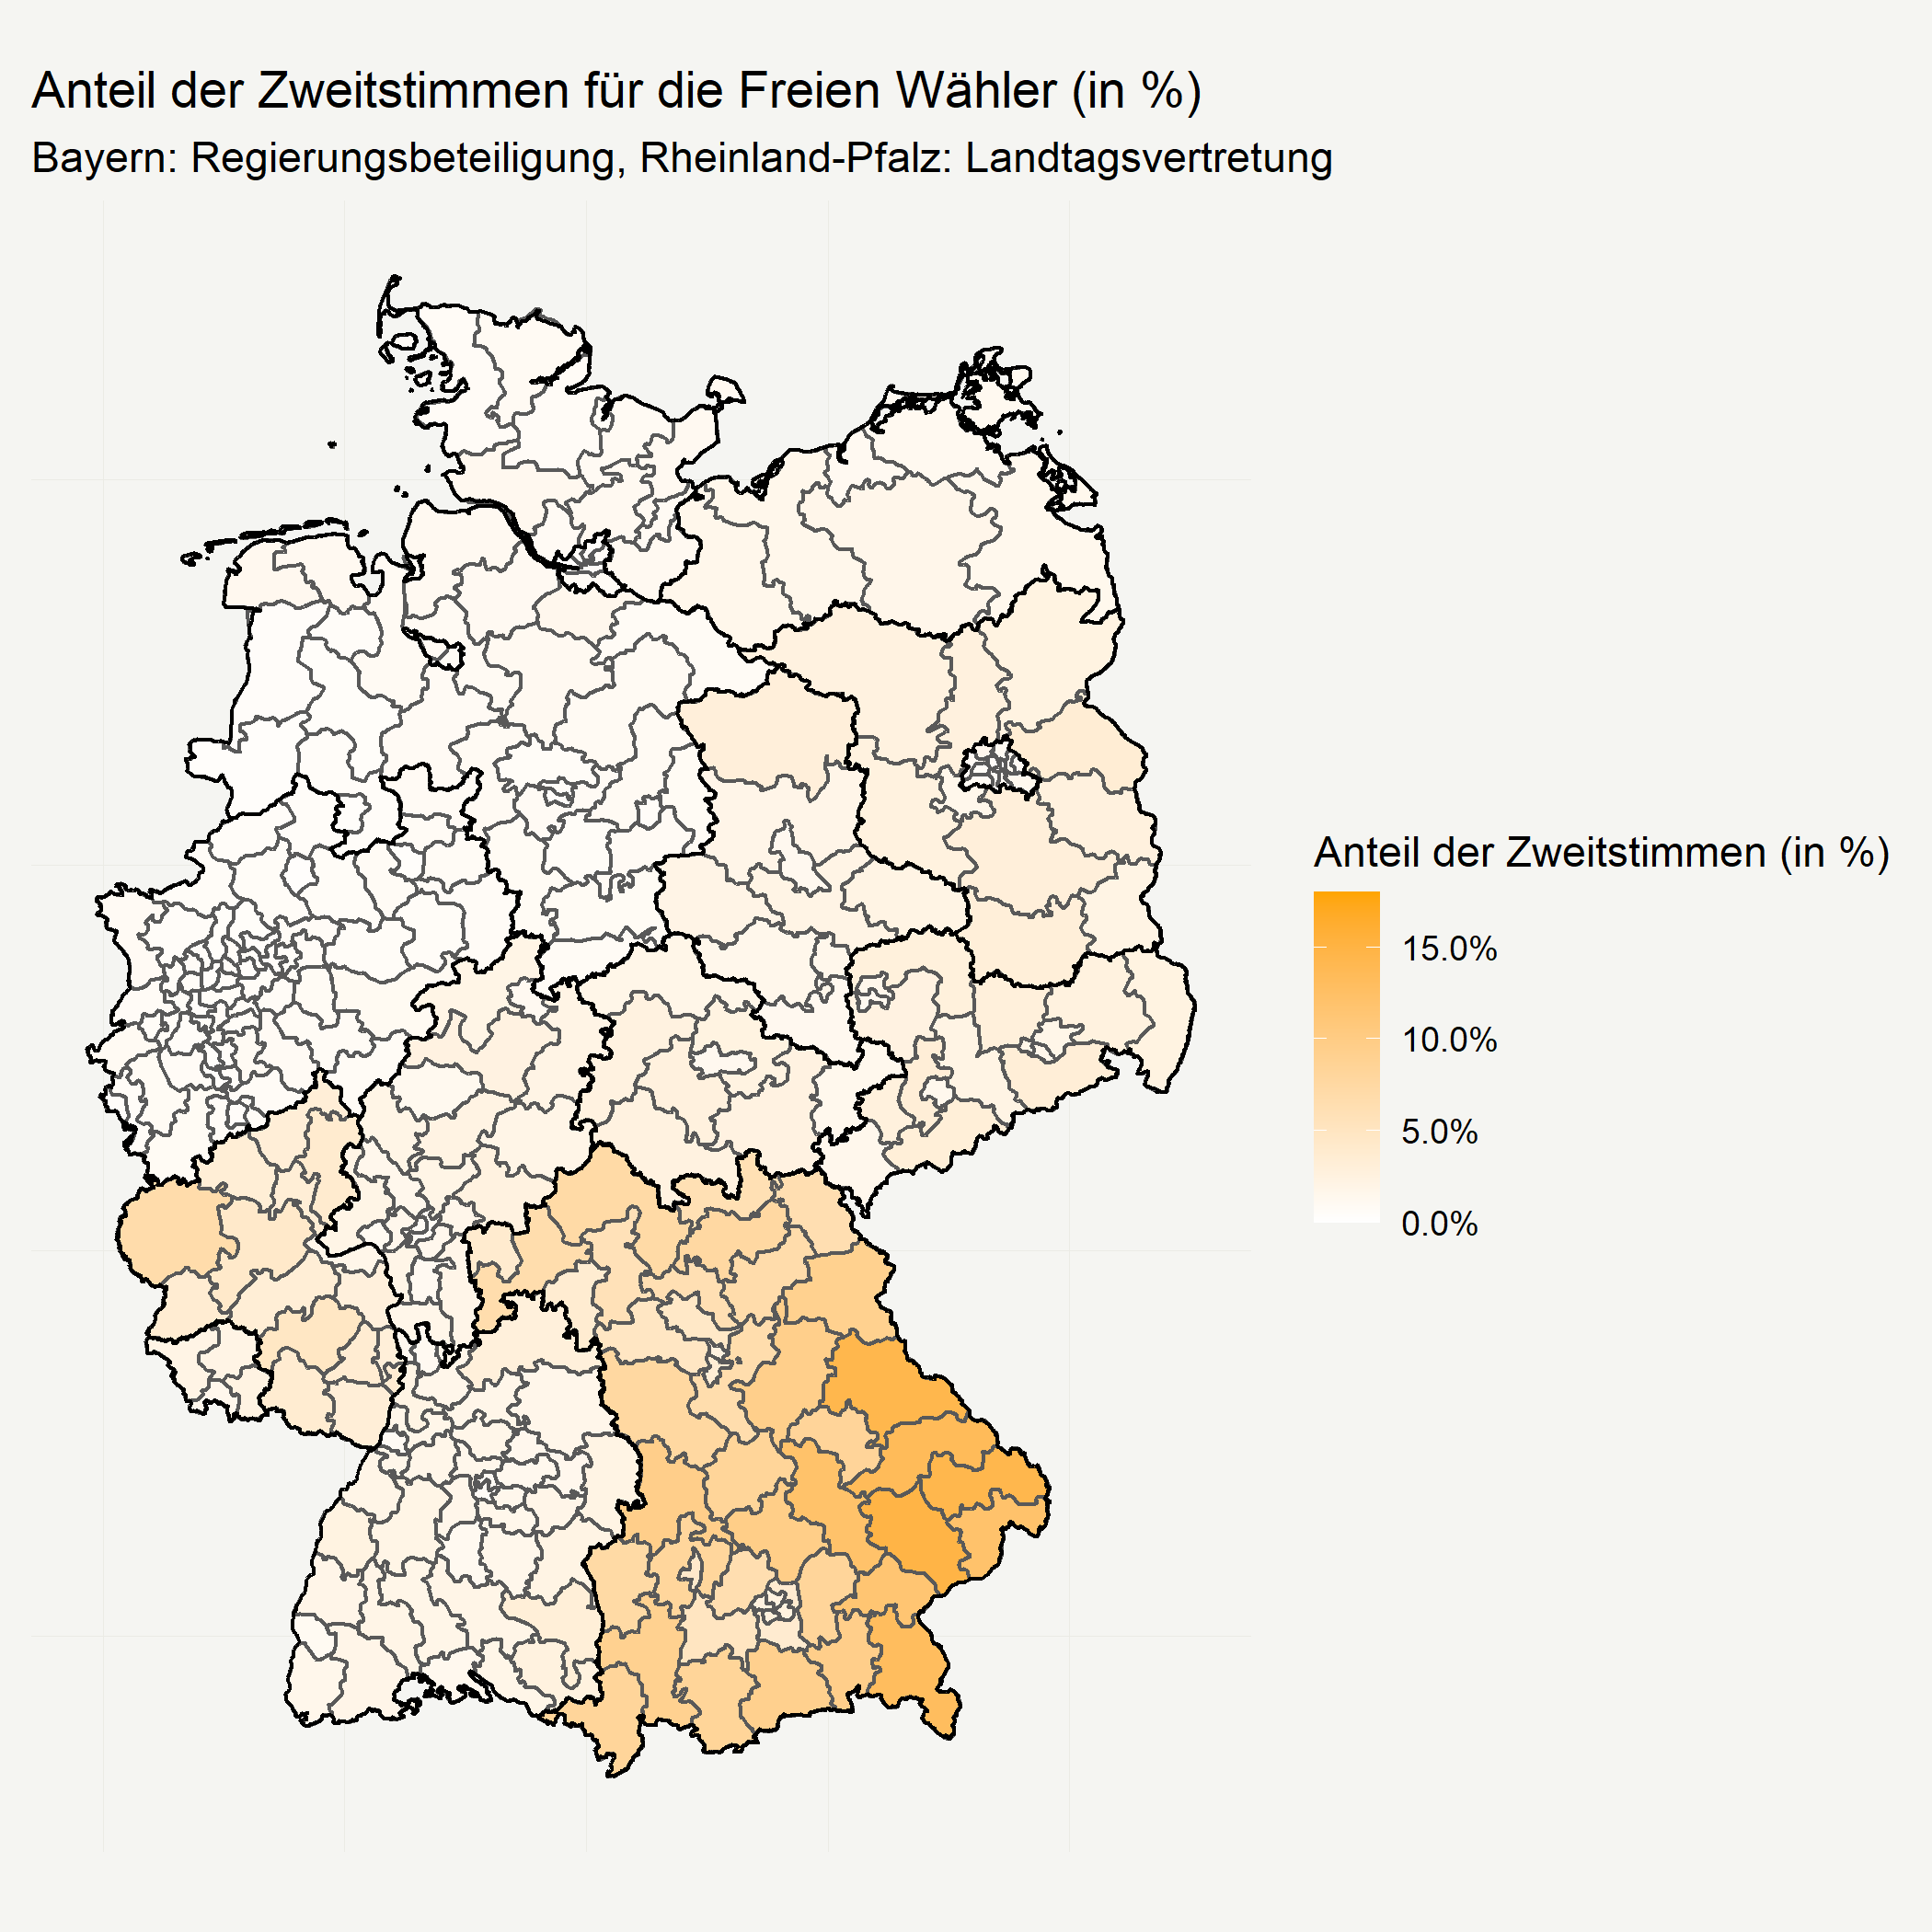 Anteil der Zweitstimmen für die Freien Wähler (in %)
Bayern: Regierungsbeteiligung, Rheinland-Pfalz: Landtagsvertretung
Anteil der Zweitstimmen (in %)
15.0%
10.0%
5.0%
0.0%